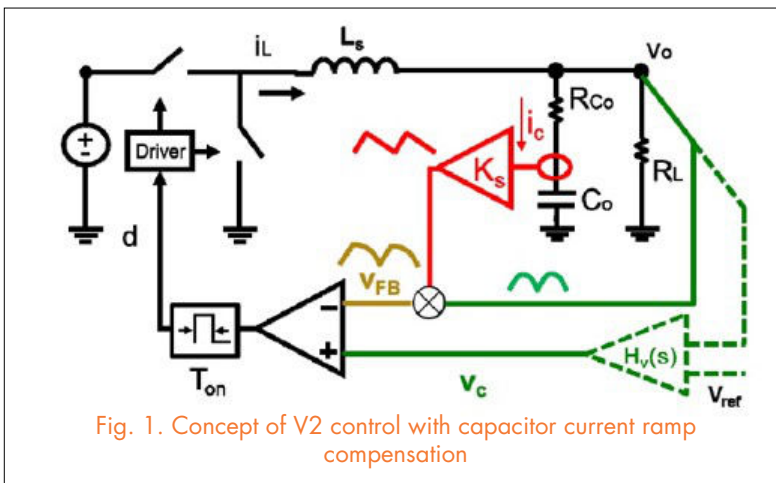 iL
Ls
Vo
RCo
ic
+
-
Driver
Ks
RL
Co
d
vFB
−
+
Hv(s)
Ton
vc
Vref
Fig. 1. Concept of V2 control with capacitor current ramp
compensation